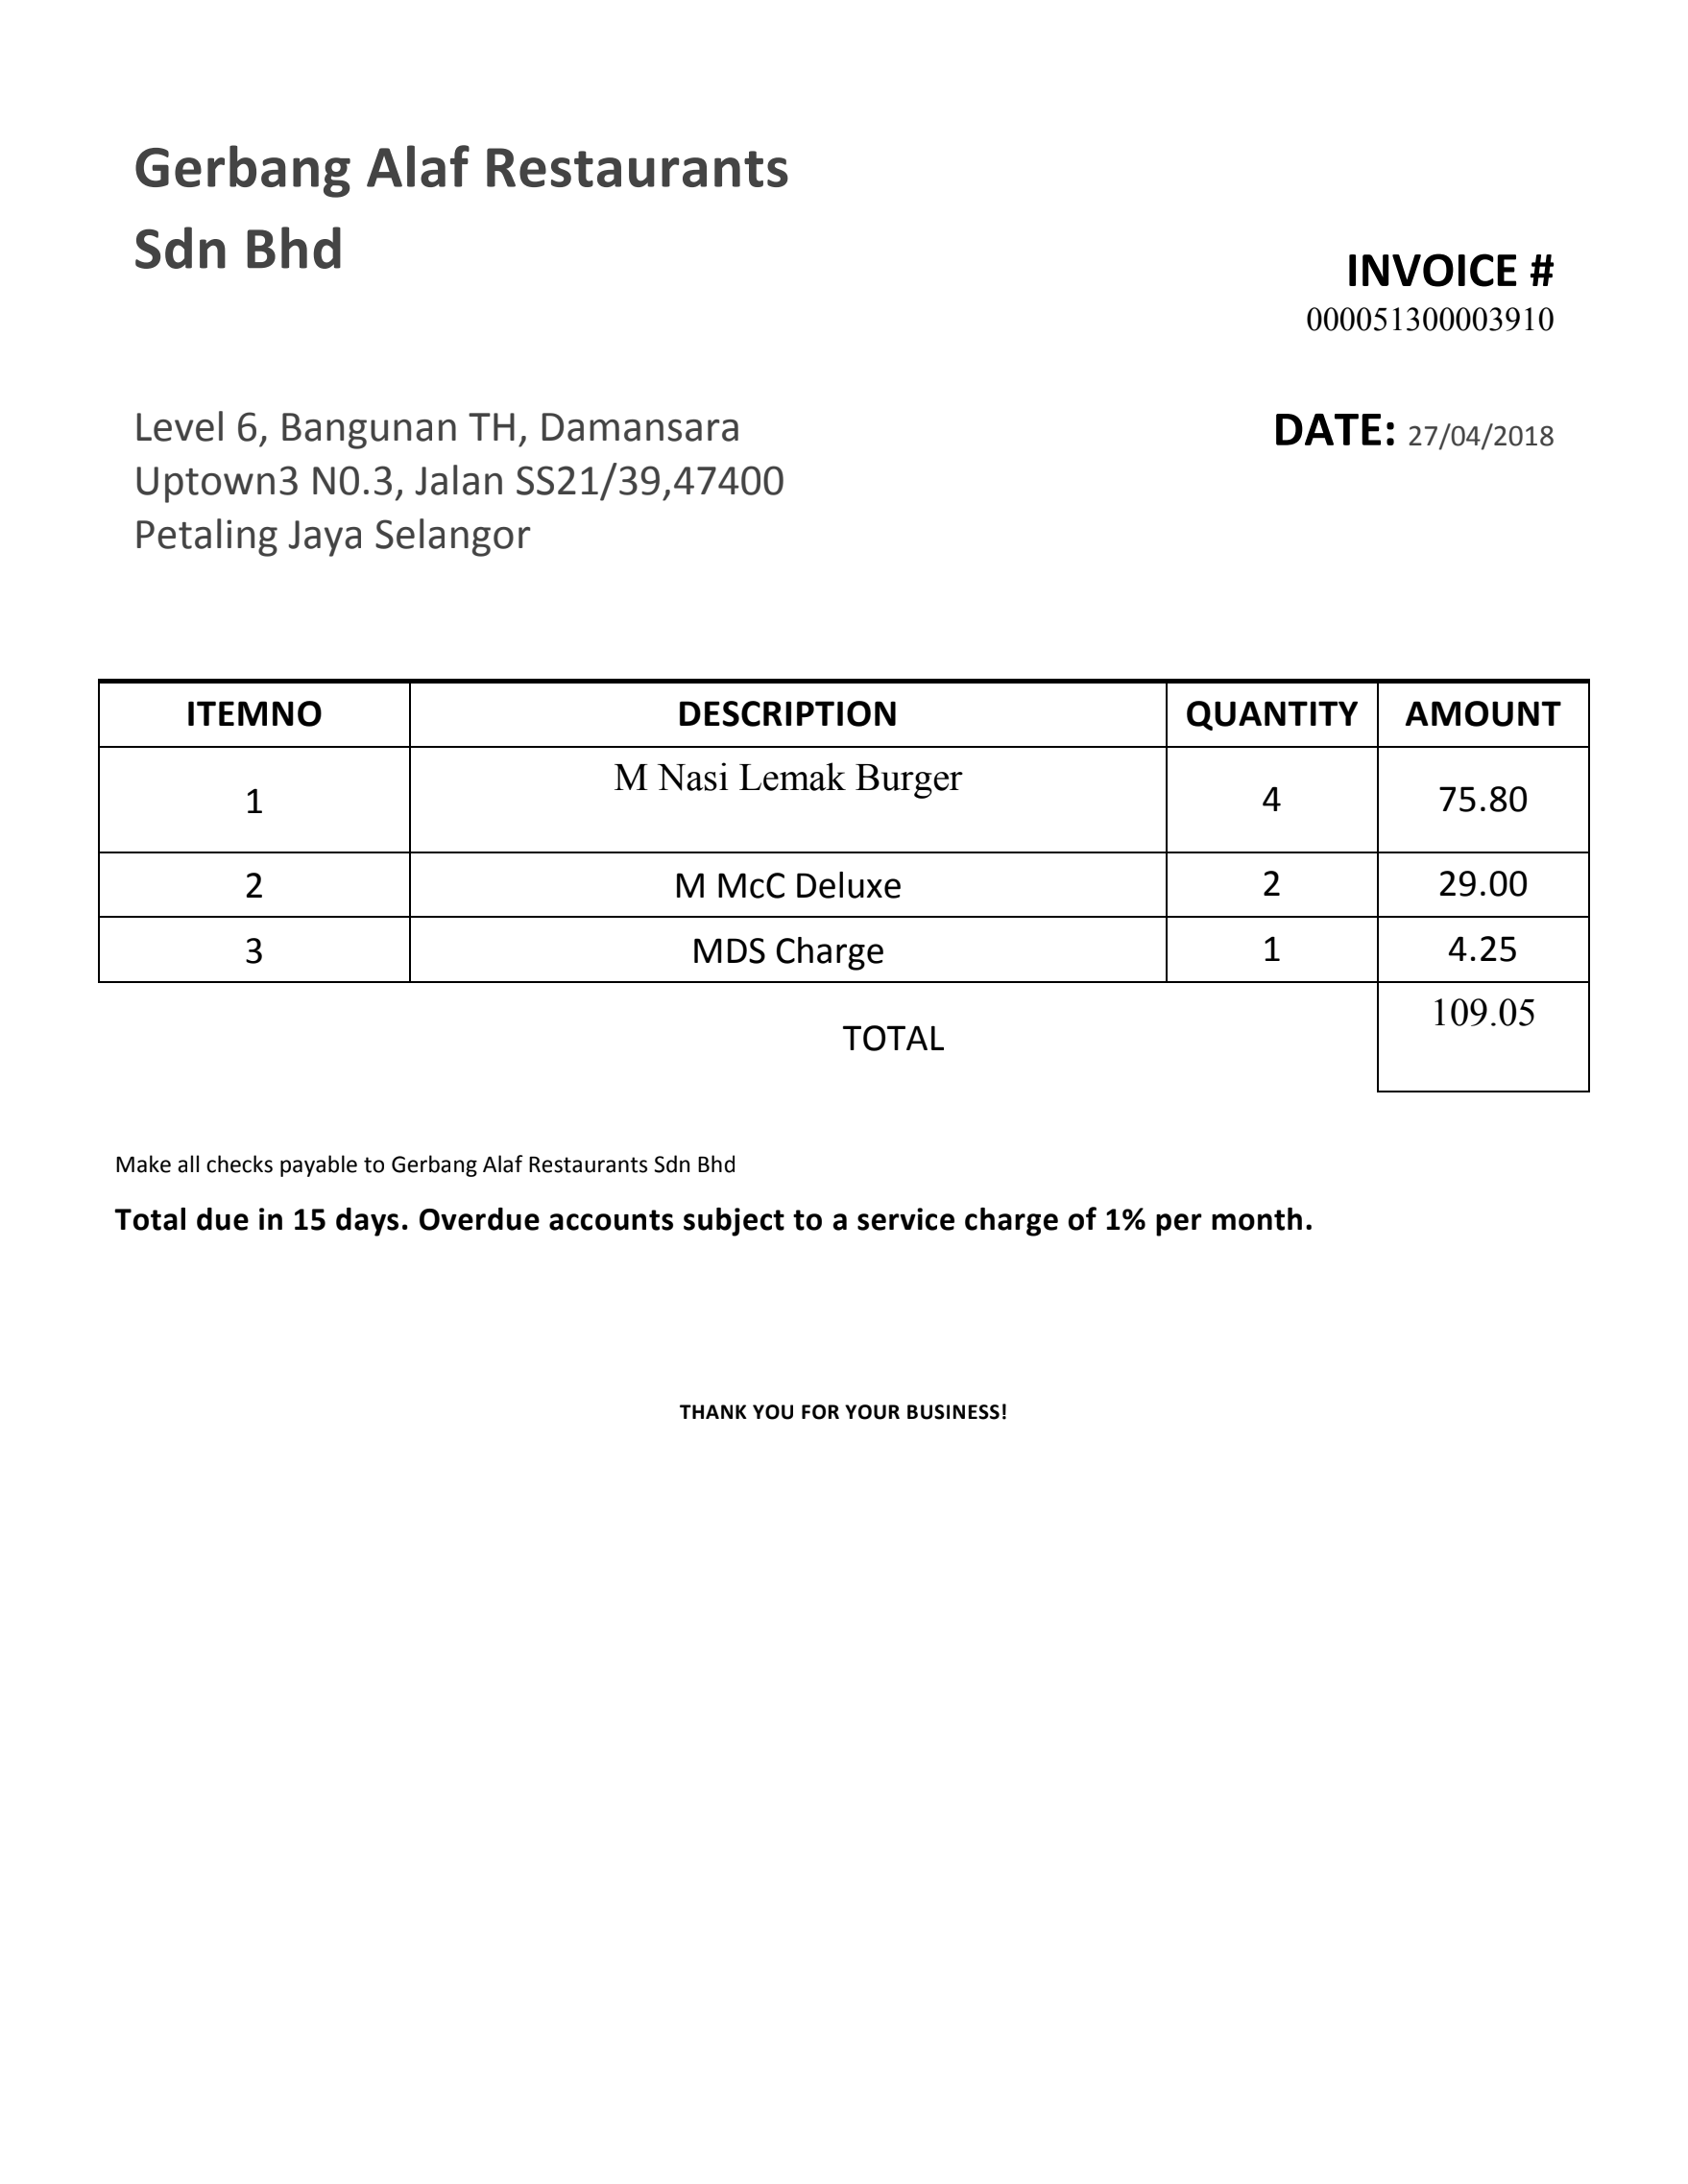 Gerbang Alaf Restaurants
Sdn Bhd
INVOICE #
000051300003910
Level 6, Bangunan TH, Damansara
Uptown3 N0.3, Jalan SS21/39,47400
Petaling Jaya Selangor
DATE: 27/04/2018
ITEMNO DESCRIPTION QUANTITY AMOUNT
1 M Nasi Lemak Burger 4 75.80
2 M McC Deluxe 2 29.00
3 MDS Charge 1 4.25
TOTAL 109.05
Make all checks payable to Gerbang Alaf Restaurants Sdn Bhd
Total due in 15 days. Overdue accounts subject to a service charge of 1% per month.
THANK YOU FOR YOUR BUSINESS!